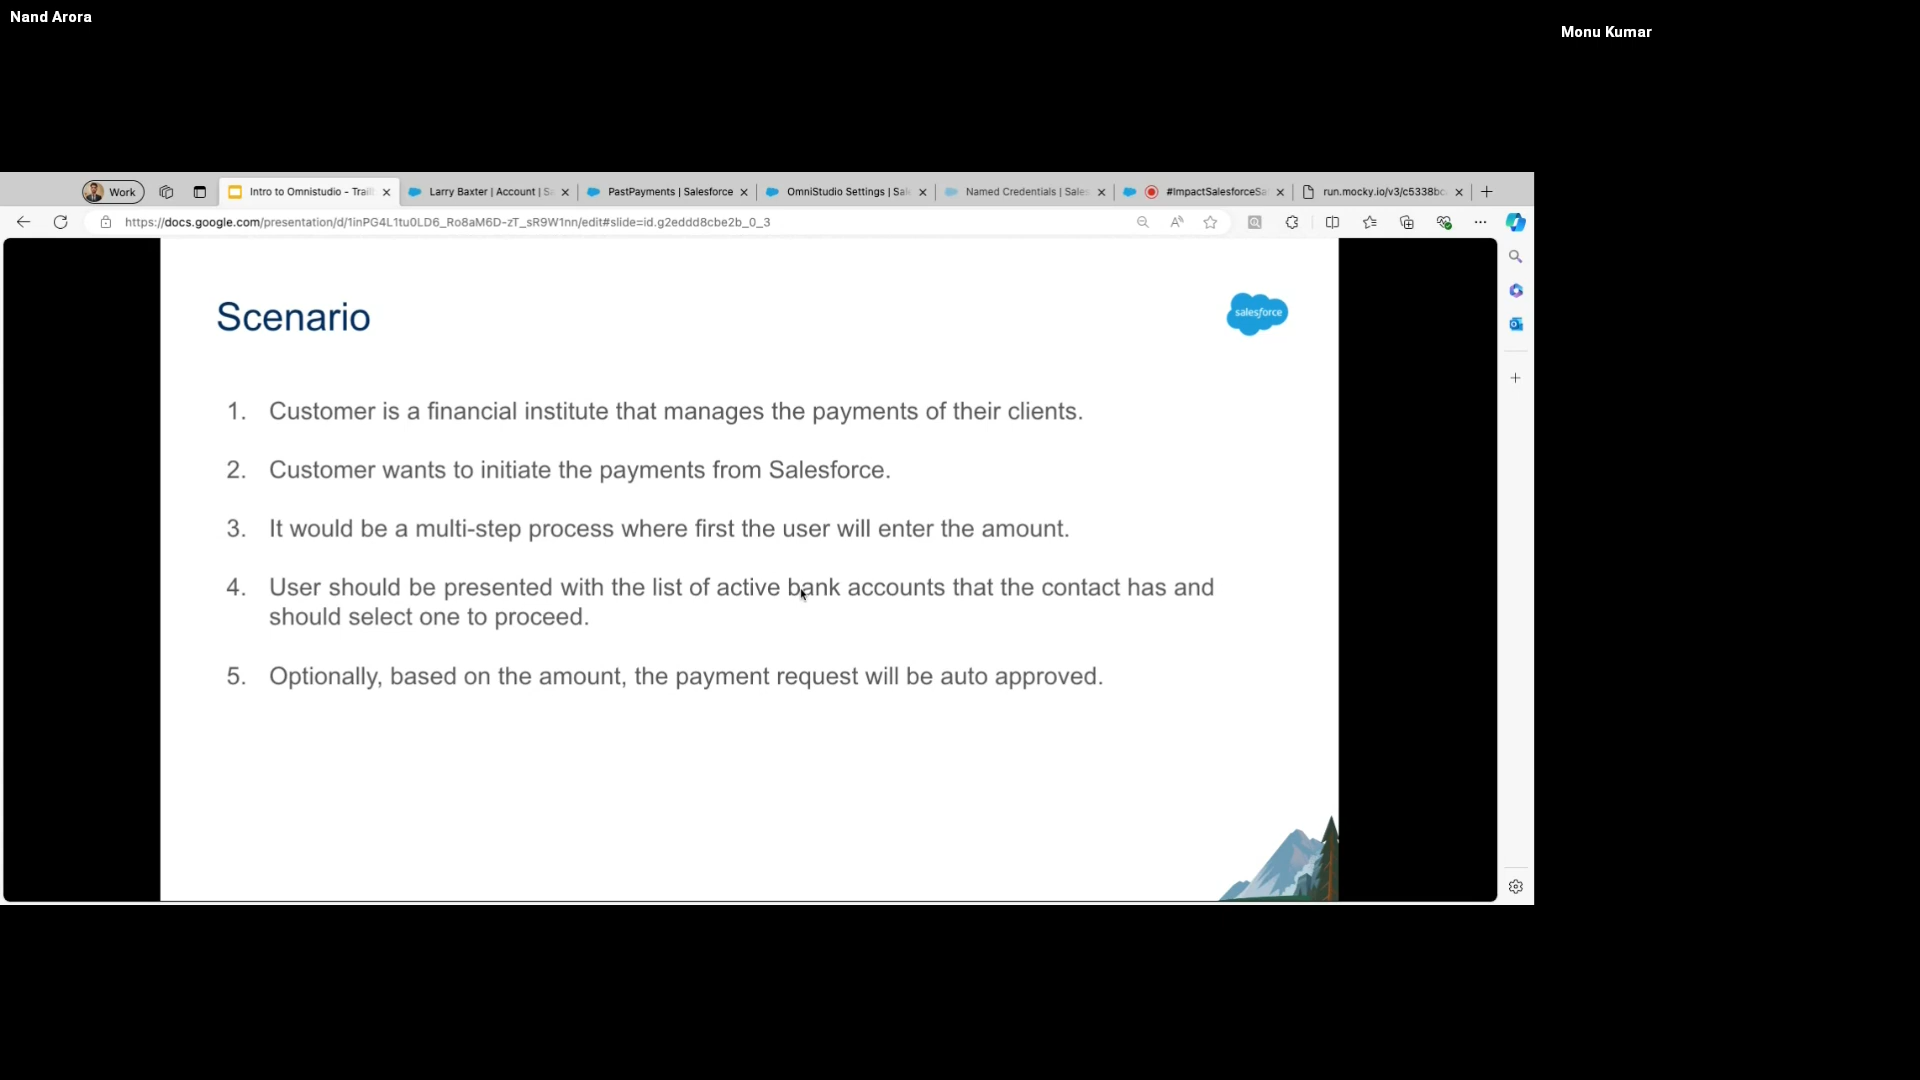 Nand Arora
Monu Kumar
Work
Intro to Omnistudio - Trail
Larry Baxter | Account | S
PastPayments | Salesforce
OmniStudio Settings | Sal
Named Credentials | Sales
#ImpactSalesforceSa
run.mocky.io/v3/c5338bc
https://docs.google.com/presentation/d/1inPG4L1tu0LD6_Ro8aM6D-zT_sR9W1nn/edit#slide=id.g2eddd8cbe2b_0_3
Scenario
salesforce
1. Customer is a financial institute that manages the payments of their clients.
2. Customer wants to initiate the payments from Salesforce.
3. It would be a multi-step process where first the user will enter the amount.
4. User should be presented with the list of active bank accounts that the contact has and
should select one to proceed.
5. Optionally, based on the amount, the payment request will be auto approved.